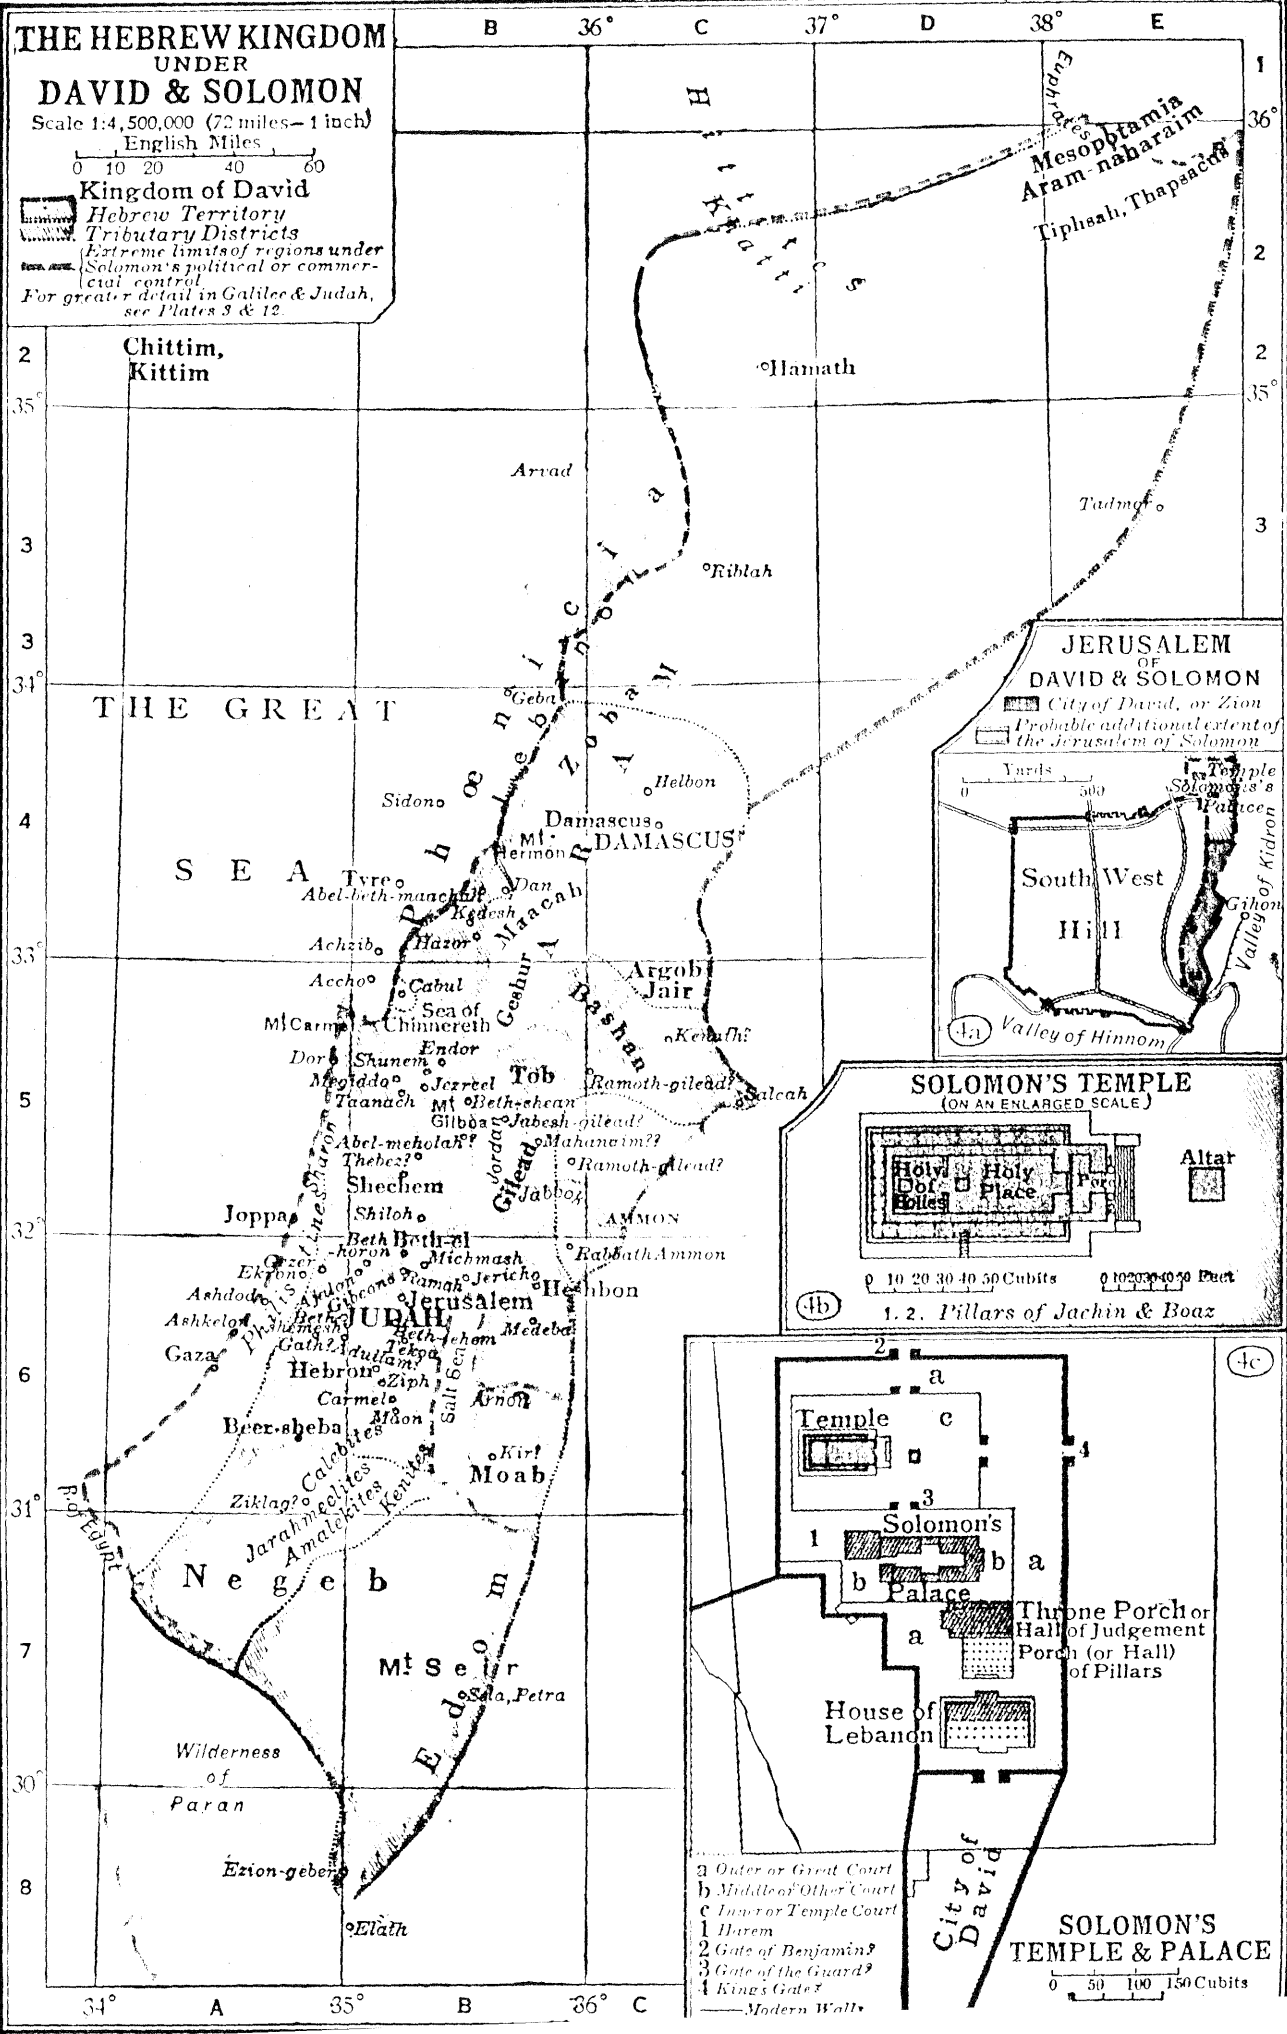 THE HEBREW KINGDOM
UNDER
DAVID & SOLOMON
Scale 1:4,500,000 (72 miles = 1 inch)
English Miles
0 10 20 40 60
Kingdom of David
Hebrew Territory
Tributary Districts
Extreme limits of regions under
Solomon's political or commer-
cial control
For greater detail in Galilee & Judah,
see Plates 3 & 12.
B 36° C 37° D 38° E
1
36°
2
2
35°
3
Euphrates
Mesopotamia
Aram-naharaim
Tiphsah, Thapsacus
Hittites
Khatti
2
Chittim,
Kittim
35°
Hamath
Arvad
Tadmor
3
Riblah
Phœnicia
Lebanon
3
34°
THE GREAT
SEA
Geba
Zobah
ARAM
Helbon
Sidon
4
Damascus
DAMASCUS
Mt.
Hermon
Tyre
Dan
Abel-beth-maachah
Kedesh
Maacah
Achzib
Hazor
33°
Geshur
Argob
Jair
Bashan
Accho
Cabul
Sea of
Chinnereth
Mt Carmel
Kenath?
Endor
Dor
Shunem
Megiddo
Jezreel
Tob
Ramoth-gilead?
Salcah
5
Taanach
Mt
Gilboa
Beth-shean
Jabesh-gilead?
Abel-meholah?
Mahanaim??
Thebez?
Jordan
Gilead
Ramoth-gilead?
Shechem
Jabbok
Sharon
Joppa
Shiloh
AMMON
32°
Beth
-horon
Beth-el
Michmash
Rabbath Ammon
Gezer
Ekron
Ajalon
Gibeon
Ramah
Jericho
Heshbon
Ashdod
Jerusalem
Philistines
Ashkelon
Beth-
shemesh
JUDAH
Beth-lehem
Medeba
Gath?
Adullam?
Tekoa
Gaza
6
Hebron
Ziph
Salt Sea
Carmel
Arnon
Maon
Beer-sheba
Kir?
Moab
Calebites
Ziklag?
Jarahmeelites
Amalekites
Kenites
31°
R. of Egypt
Negeb
Edom
7
Mt Seir
Sela, Petra
Wilderness
of
Paran
30°
Ezion-geber
8
Elath
34° A 35° B 36° C
JERUSALEM
OF
DAVID & SOLOMON
City of David, or Zion
Probable additional extent of
the Jerusalem of Solomon
Yards
0 500
Temple
Solomons's
Palace
South West
Hill
Gihon
Valley of Kidron
4a
Valley of Hinnom
SOLOMON'S TEMPLE
(ON AN ENLARGED SCALE)
Holy
of
Holies
Holy
Place
Porch
Altar
0 10 20 30 40 50 Cubits
0 10 20 30 40 50 Feet
4b
1. 2. Pillars of Jachin & Boaz
4c
2
a
Temple
c
4
3
1
Solomon's
b
a
b
Palace
a
Throne Porch or
Hall of Judgement
Porch (or Hall)
of Pillars
House of
Lebanon
City of
David
a Outer or Great Court
b Middle or "Other" Court
c Inner or Temple Court
1 Harem
2 Gate of Benjamin?
3 Gate of the Guard?
4 King's Gate?
Modern Walls
SOLOMON'S
TEMPLE & PALACE
0 50 100 150 Cubits